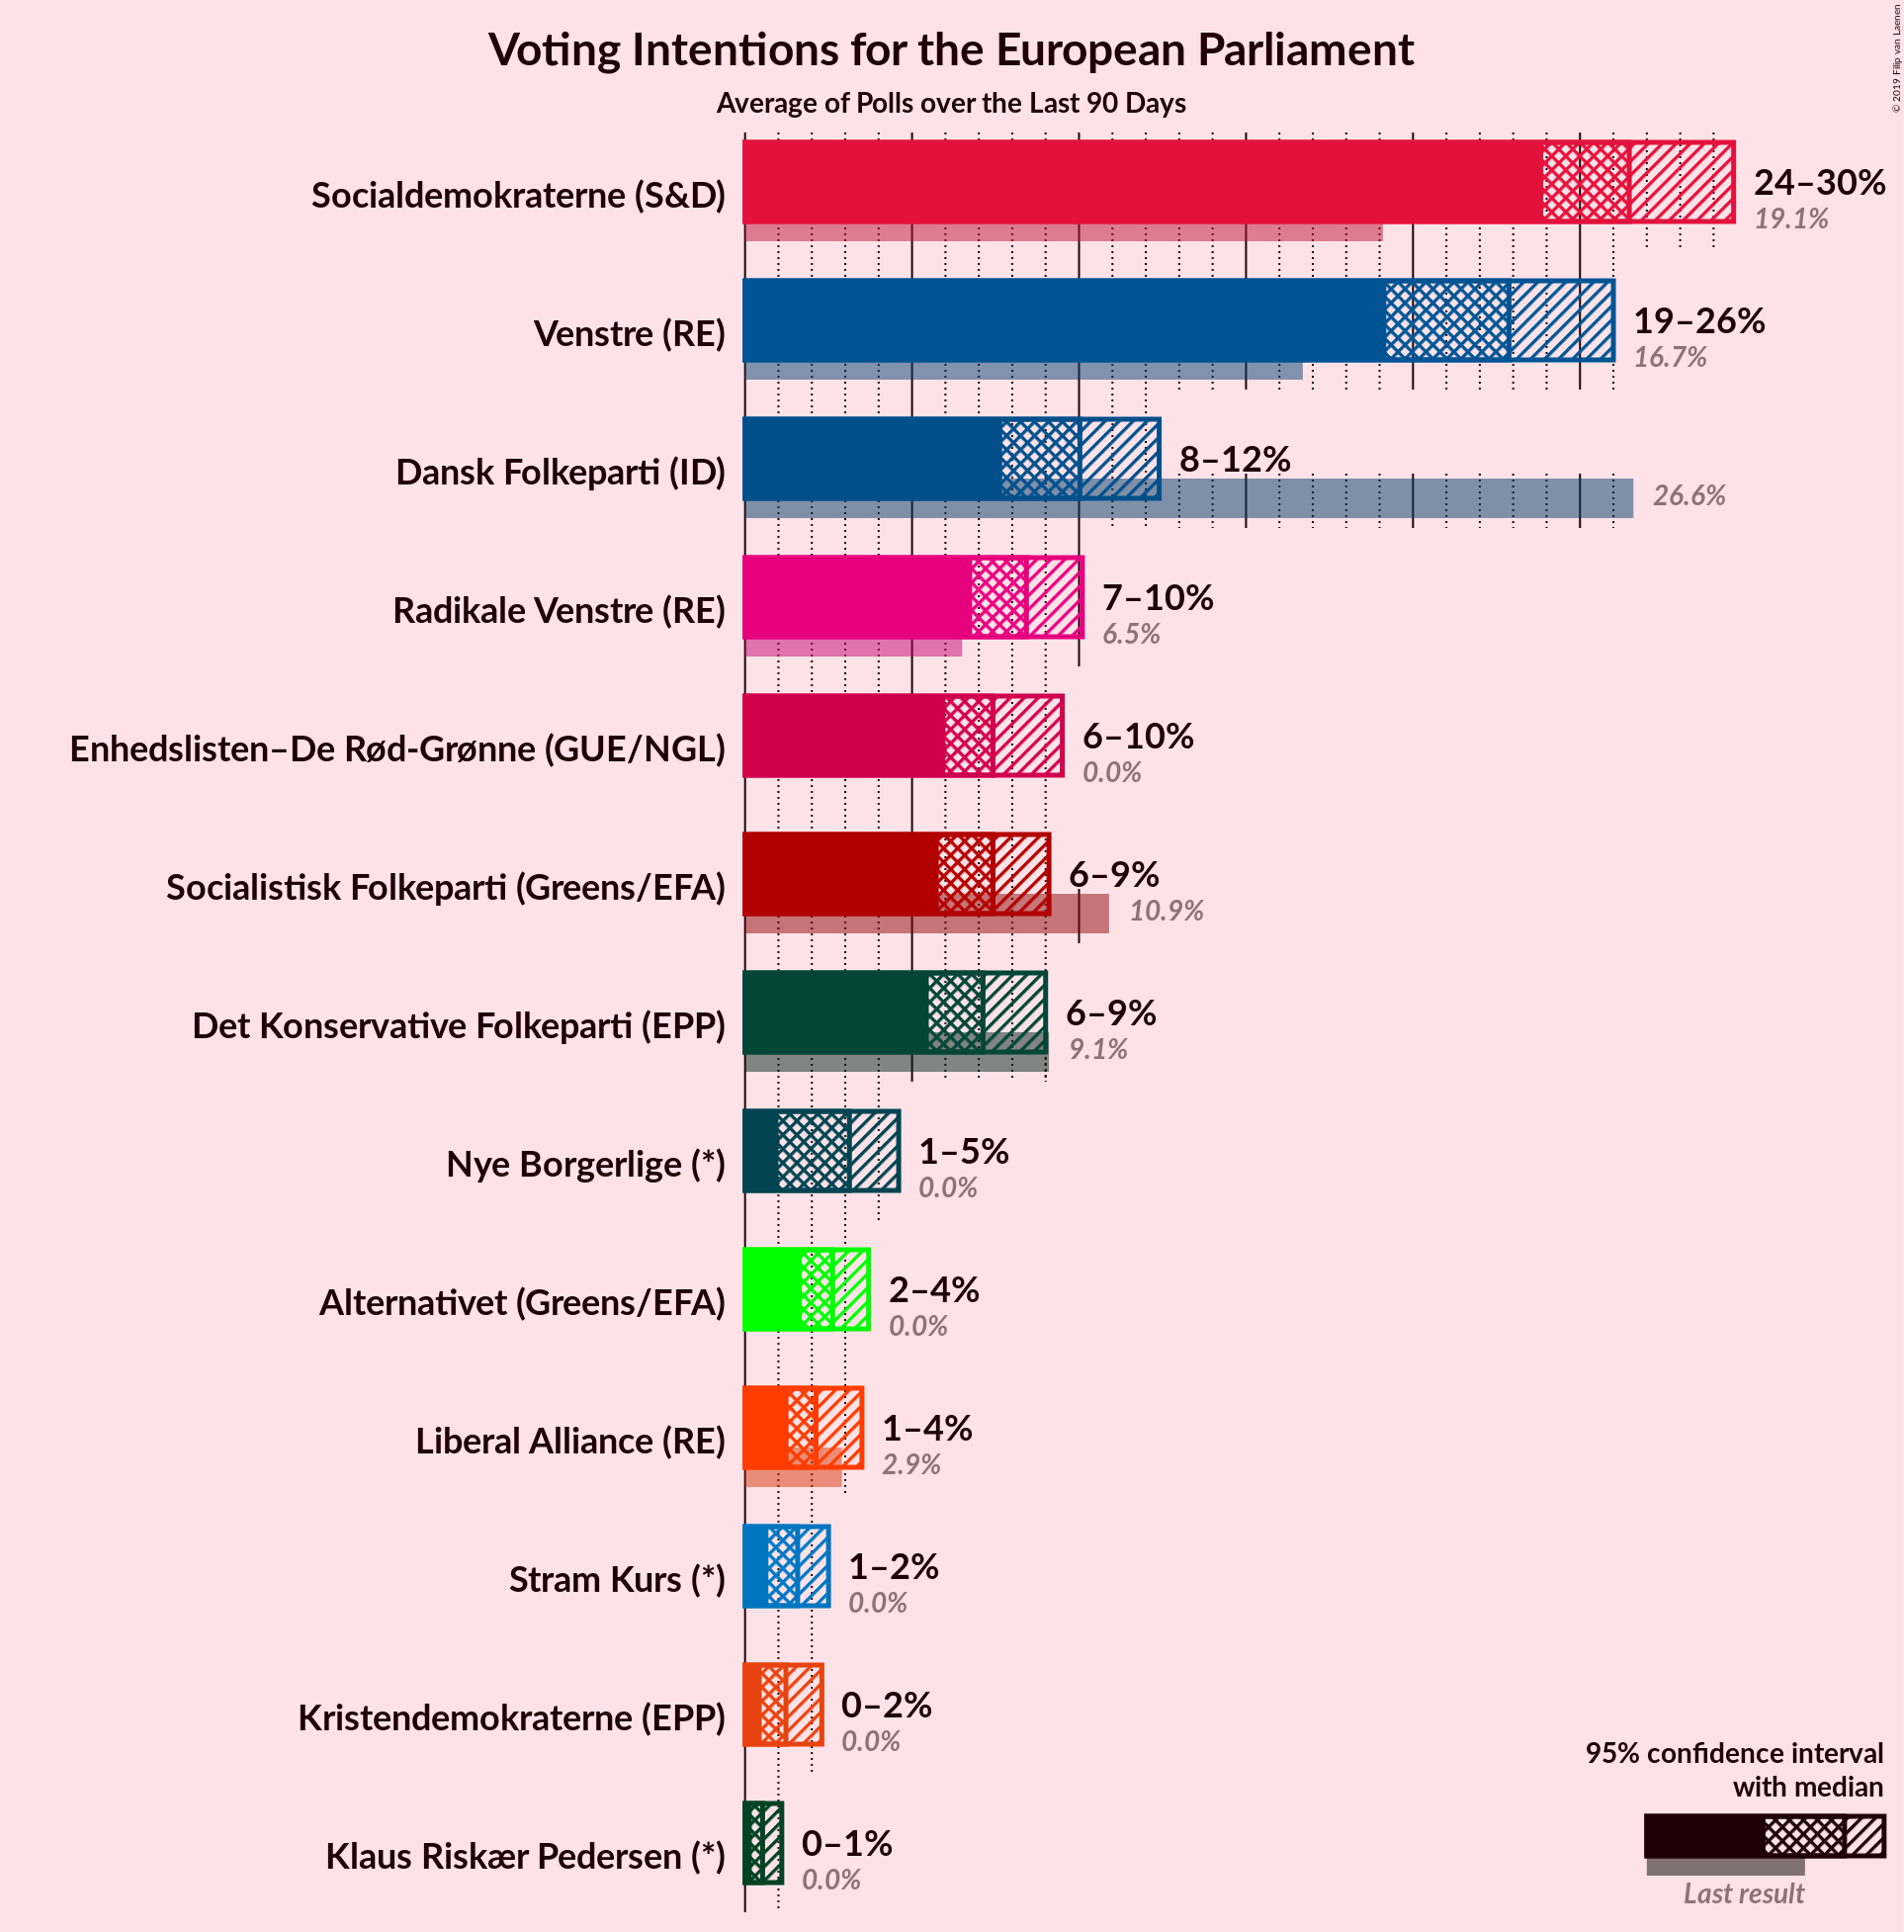 Voting Intentions for the European Parliament
Average of Polls over the Last 90 Days
© 2019 Filip van Laenen
Socialdemokraterne (S&D)
24–30%
19.1%
Venstre (RE)
19–26%
16.7%
Dansk Folkeparti (ID)
8–12%
26.6%
Radikale Venstre (RE)
7–10%
6.5%
Enhedslisten–De Rød-Grønne (GUE/NGL)
6–10%
0.0%
Socialistisk Folkeparti (Greens/EFA)
6–9%
10.9%
Det Konservative Folkeparti (EPP)
6–9%
9.1%
Nye Borgerlige (*)
1–5%
0.0%
Alternativet (Greens/EFA)
2–4%
0.0%
Liberal Alliance (RE)
1–4%
2.9%
Stram Kurs (*)
1–2%
0.0%
Kristendemokraterne (EPP)
0–2%
0.0%
Klaus Riskær Pedersen (*)
0–1%
0.0%
95% confidence interval
with median
Last result